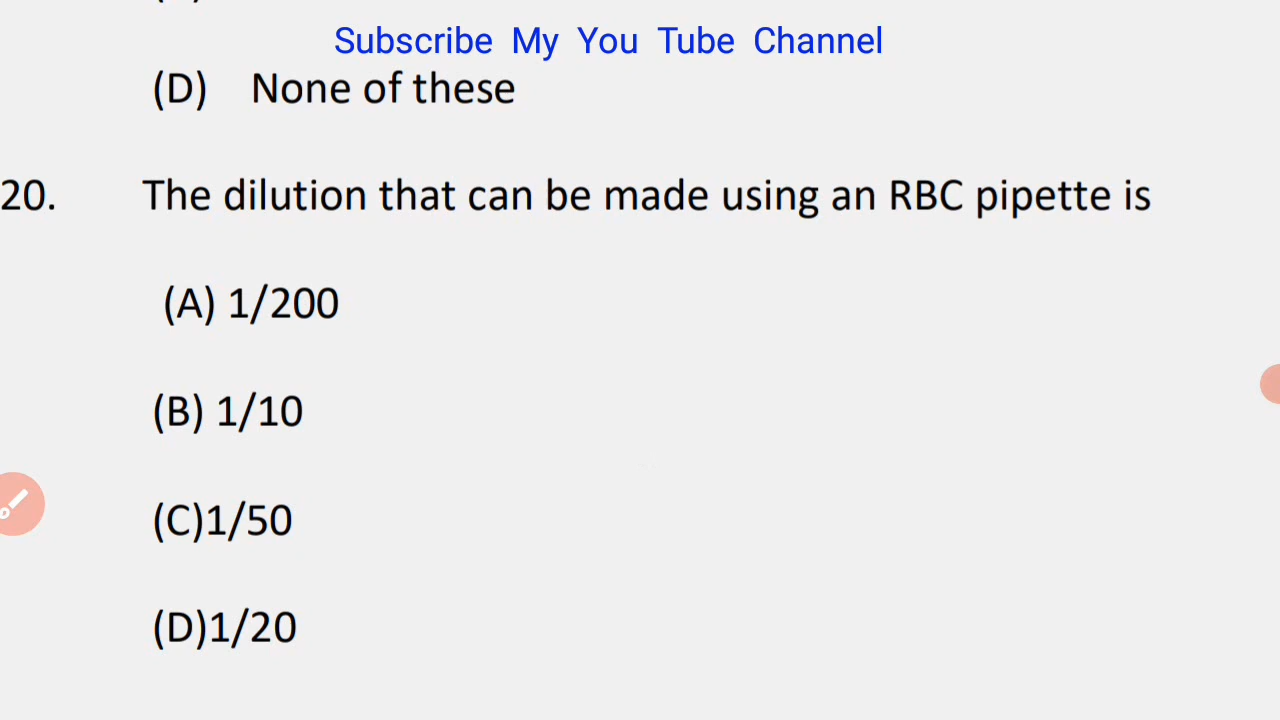 Subscribe My You Tube Channel
(D) None of these
20. The dilution that can be made using an RBC pipette is
(A) 1/200
(B) 1/10
(C)1/50
(D)1/20